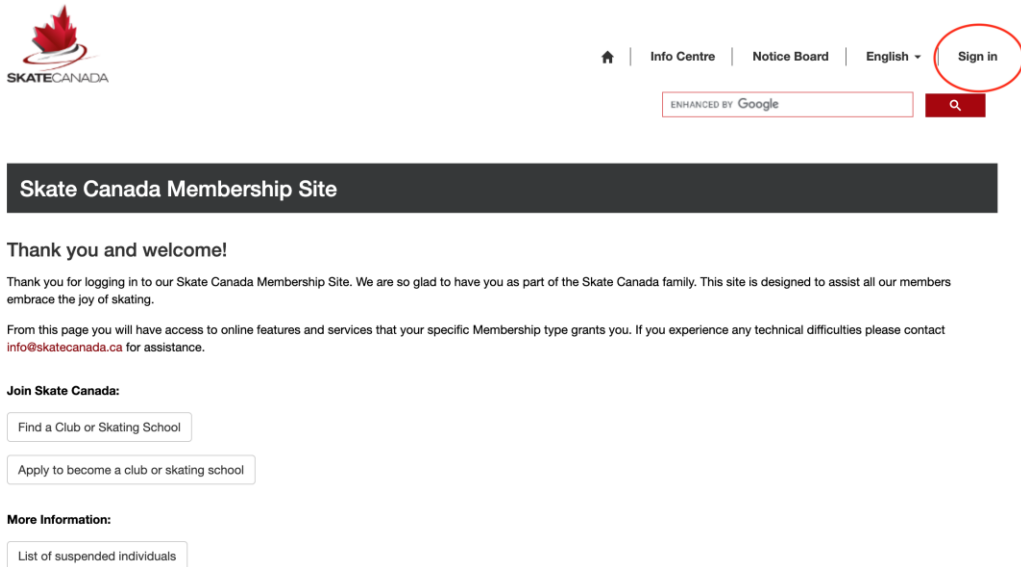 SKATECANADA
Info Centre
Notice Board
English
Sign in
ENHANCED BY Google
Skate Canada Membership Site
Thank you and welcome!
Thank you for logging in to our Skate Canada Membership Site. We are so glad to have you as part of the Skate Canada family. This site is designed to assist all our members
embrace the joy of skating.
From this page you will have access to online features and services that your specific Membership type grants you. If you experience any technical difficulties please contact
info@skatecanada.ca for assistance.
Join Skate Canada:
Find a Club or Skating School
Apply to become a club or skating school
More Information:
List of suspended individuals